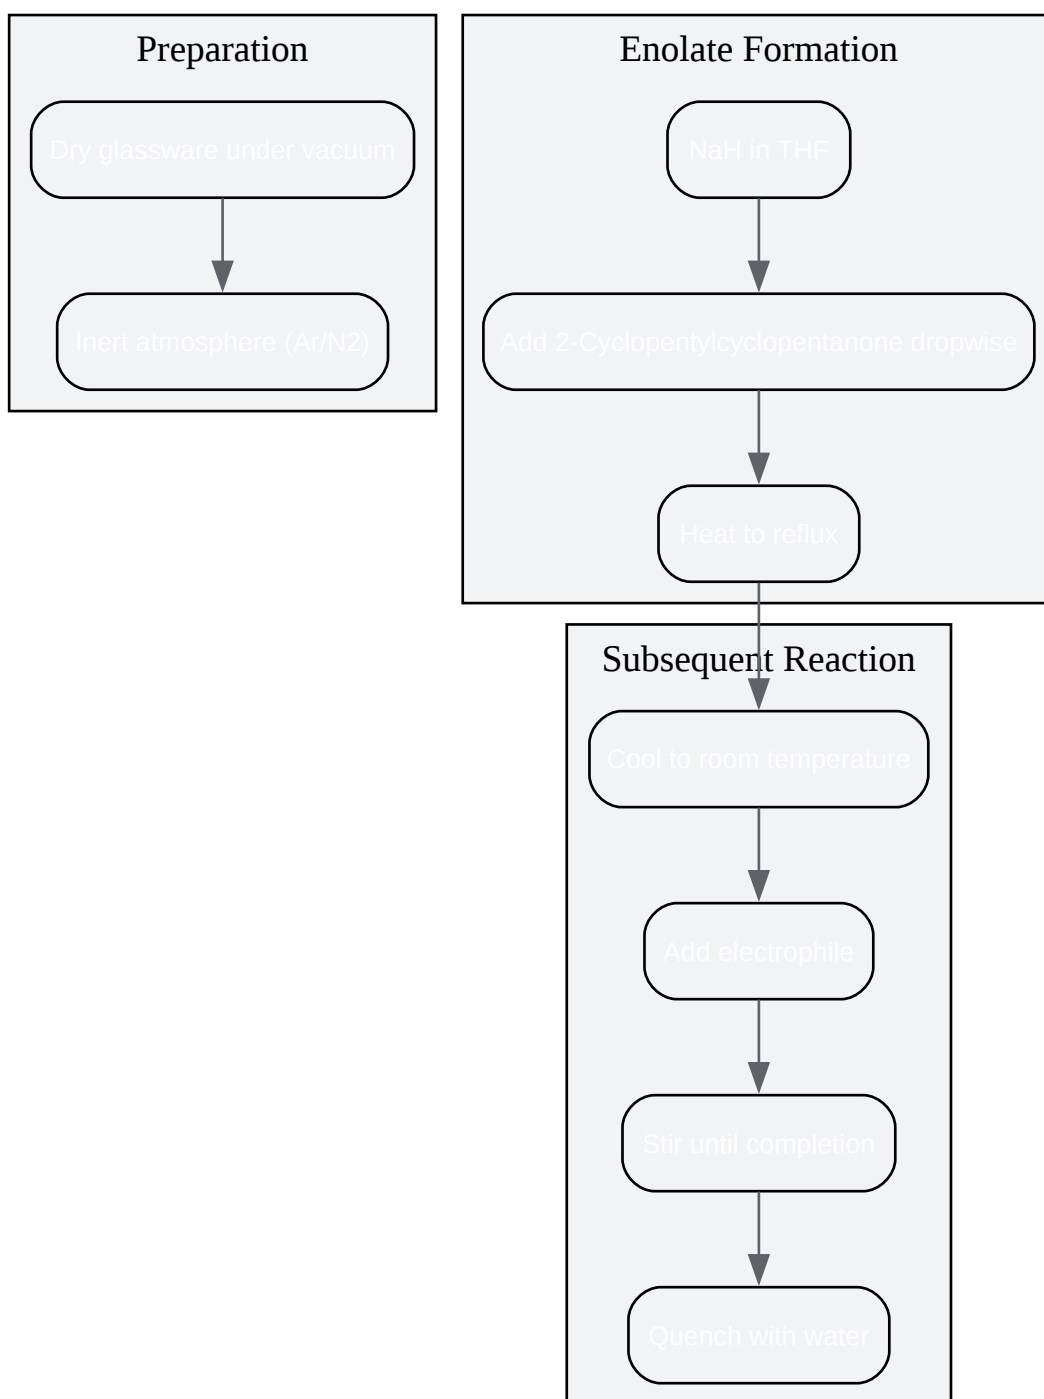 Preparation
Dry glassware under vacuum
Inert atmosphere (Ar/N2)
Enolate Formation
NaH in THF
Add 2-Cyclopentylcyclopentanone dropwise
Heat to reflux
Subsequent Reaction
Cool to room temperature
Add electrophile
Stir until completion
Quench with water